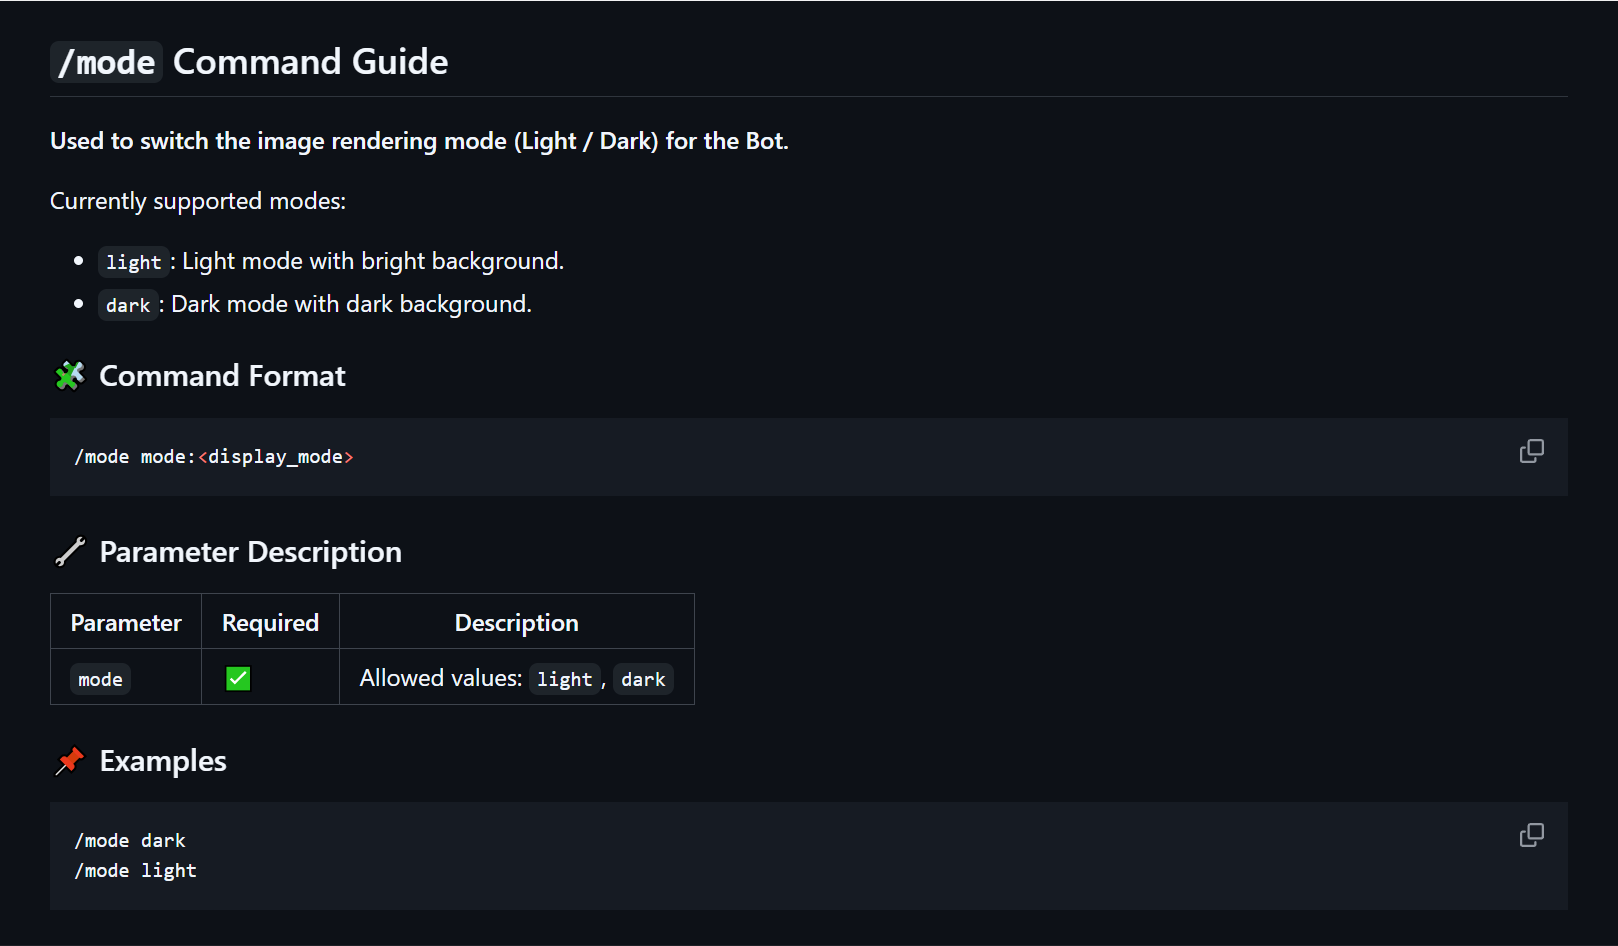 /mode Command Guide
Used to switch the image rendering mode (Light / Dark) for the Bot.
Currently supported modes:
light: Light mode with bright background.
dark: Dark mode with dark background.
Command Format
/mode mode:<display_mode>
Parameter Description
Parameter Required Description
mode ✅ Allowed values: light, dark
Examples
/mode dark
/mode light